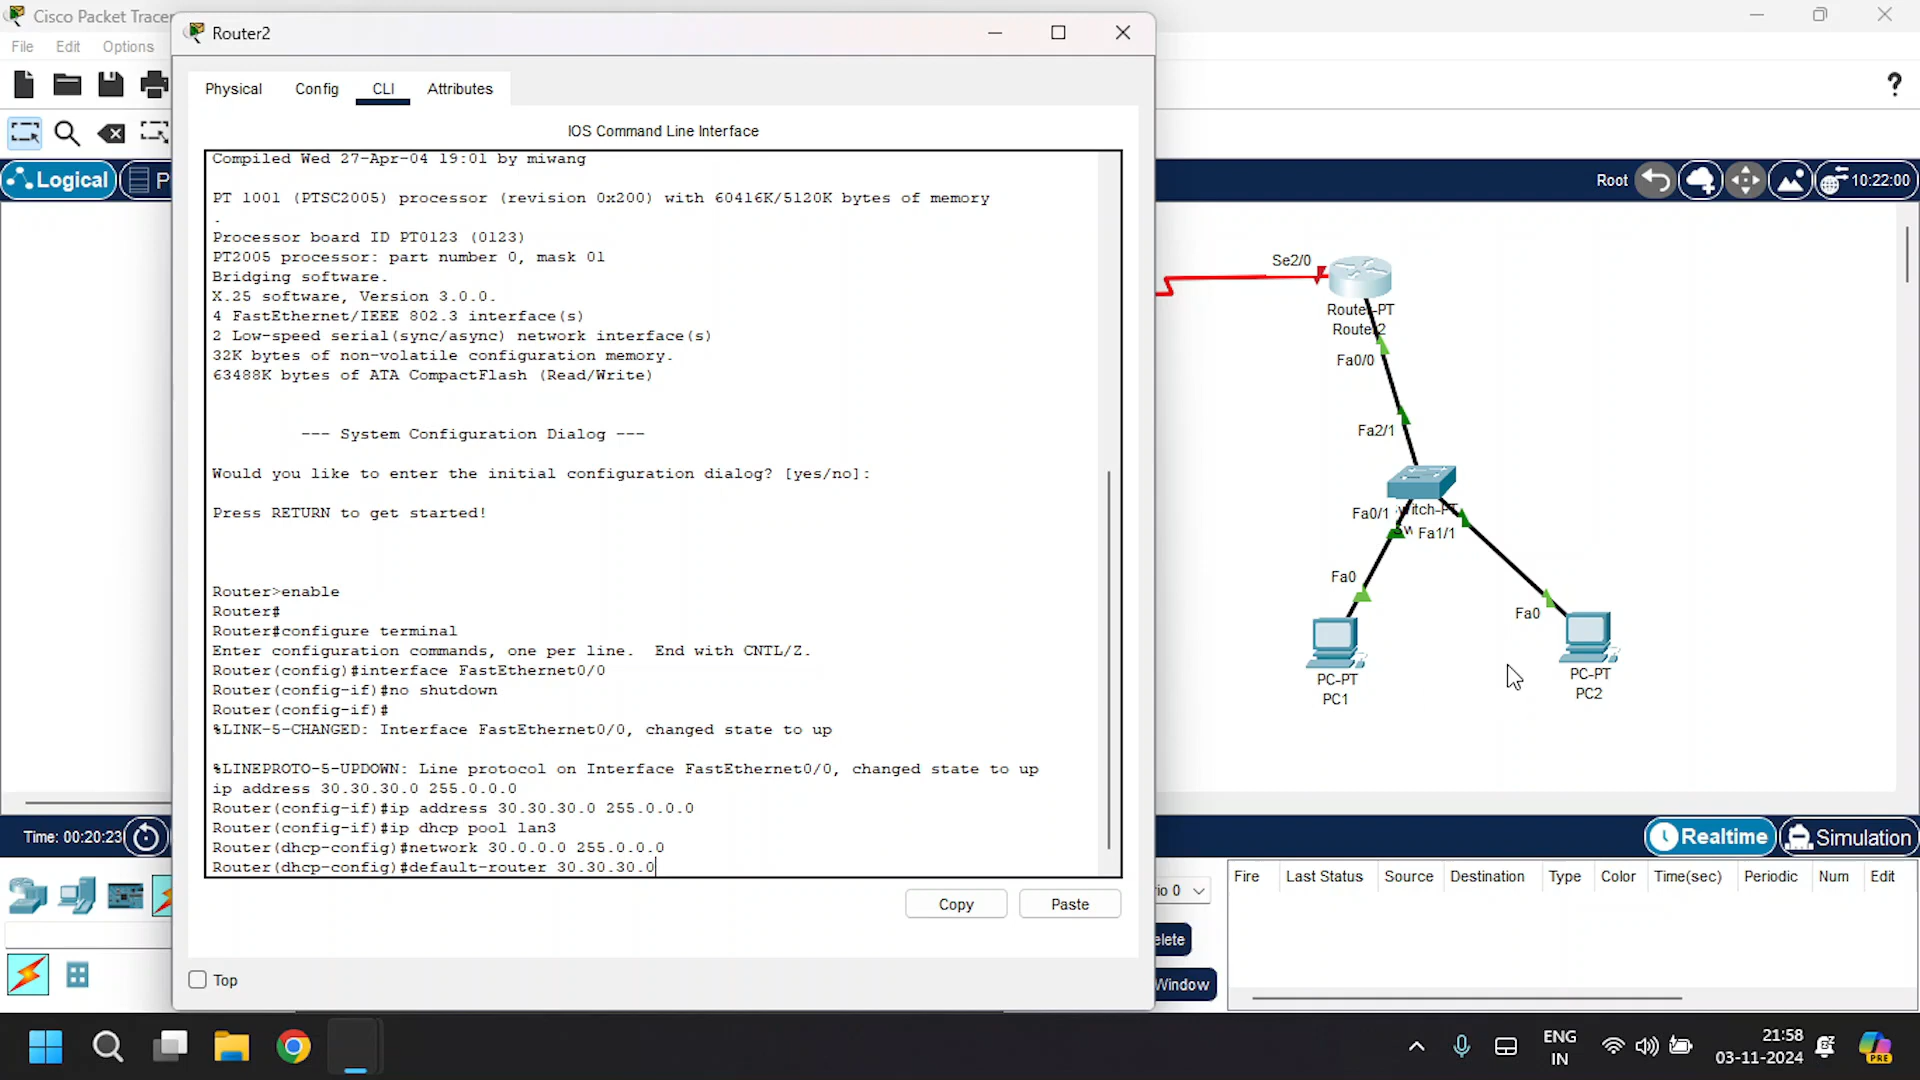 Cisco Packet Tracer
Router2
File Edit Options
Physical Config CLI Attributes
IOS Command Line Interface
Logical
P
Root
10:22:00
Compiled Wed 27-Apr-04 19:01 by miwang
PT 1001 (PTSC2005) processor (revision 0x200) with 60416K/5120K bytes of memory
.
Processor board ID PT0123 (0123)
PT2005 processor: part number 0, mask 01
Bridging software.
X.25 software, Version 3.0.0.
4 FastEthernet/IEEE 802.3 interface(s)
2 Low-speed serial(sync/async) network interface(s)
32K bytes of non-volatile configuration memory.
63488K bytes of ATA CompactFlash (Read/Write)
--- System Configuration Dialog ---
Would you like to enter the initial configuration dialog? [yes/no]:
Press RETURN to get started!
Router>enable
Router#
Router#configure terminal
Enter configuration commands, one per line.  End with CNTL/Z.
Router(config)#interface FastEthernet0/0
Router(config-if)#no shutdown
Router(config-if)#
%LINK-5-CHANGED: Interface FastEthernet0/0, changed state to up
%LINEPROTO-5-UPDOWN: Line protocol on Interface FastEthernet0/0, changed state to up
ip address 30.30.30.0 255.0.0.0
Router(config-if)#ip address 30.30.30.0 255.0.0.0
Router(config-if)#ip dhcp pool lan3
Router(dhcp-config)#network 30.0.0.0 255.0.0.0
Router(dhcp-config)#default-router 30.30.30.0
Copy Paste
Top
Se2/0
Router-PT
Router2
Fa0/0
Fa2/1
Fa0/1
Fa1/1
Fa0
Fa0
PC-PT
PC1
PC-PT
PC2
Time: 00:20:23
Realtime Simulation
rio 0
elete
Window
Fire Last Status Source Destination Type Color Time(sec) Periodic Num Edit
ENG
IN
21:58
03-11-2024
PRE